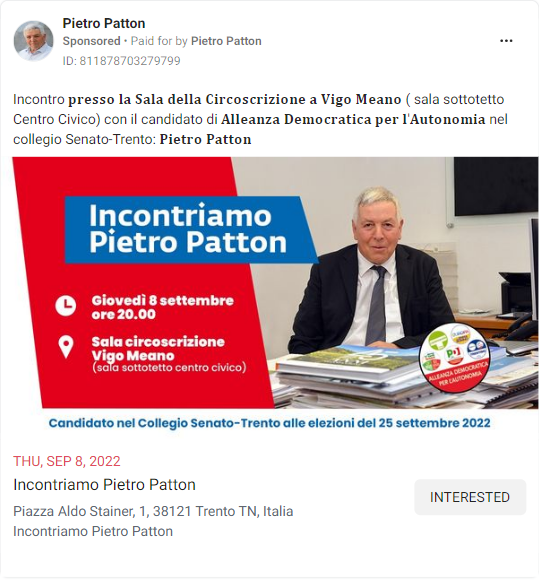 Pietro Patton
Sponsored • Paid for by Pietro Patton
ID: 811878703279799
Incontro presso la Sala della Circoscrizione a Vigo Meano ( sala sottotetto
Centro Civico) con il candidato di Alleanza Democratica per l'Autonomia nel
collegio Senato-Trento: Pietro Patton
Incontriamo
Pietro Patton
Giovedì 8 settembre
ore 20.00
Sala circoscrizione
Vigo Meano
(sala sottotetto centro civico)
PD
ALLEANZA DEMOCRATICA
PER L'AUTONOMIA
Candidato nel Collegio Senato-Trento alle elezioni del 25 settembre 2022
THU, SEP 8, 2022
Incontriamo Pietro Patton
INTERESTED
Piazza Aldo Stainer, 1, 38121 Trento TN, Italia
Incontriamo Pietro Patton